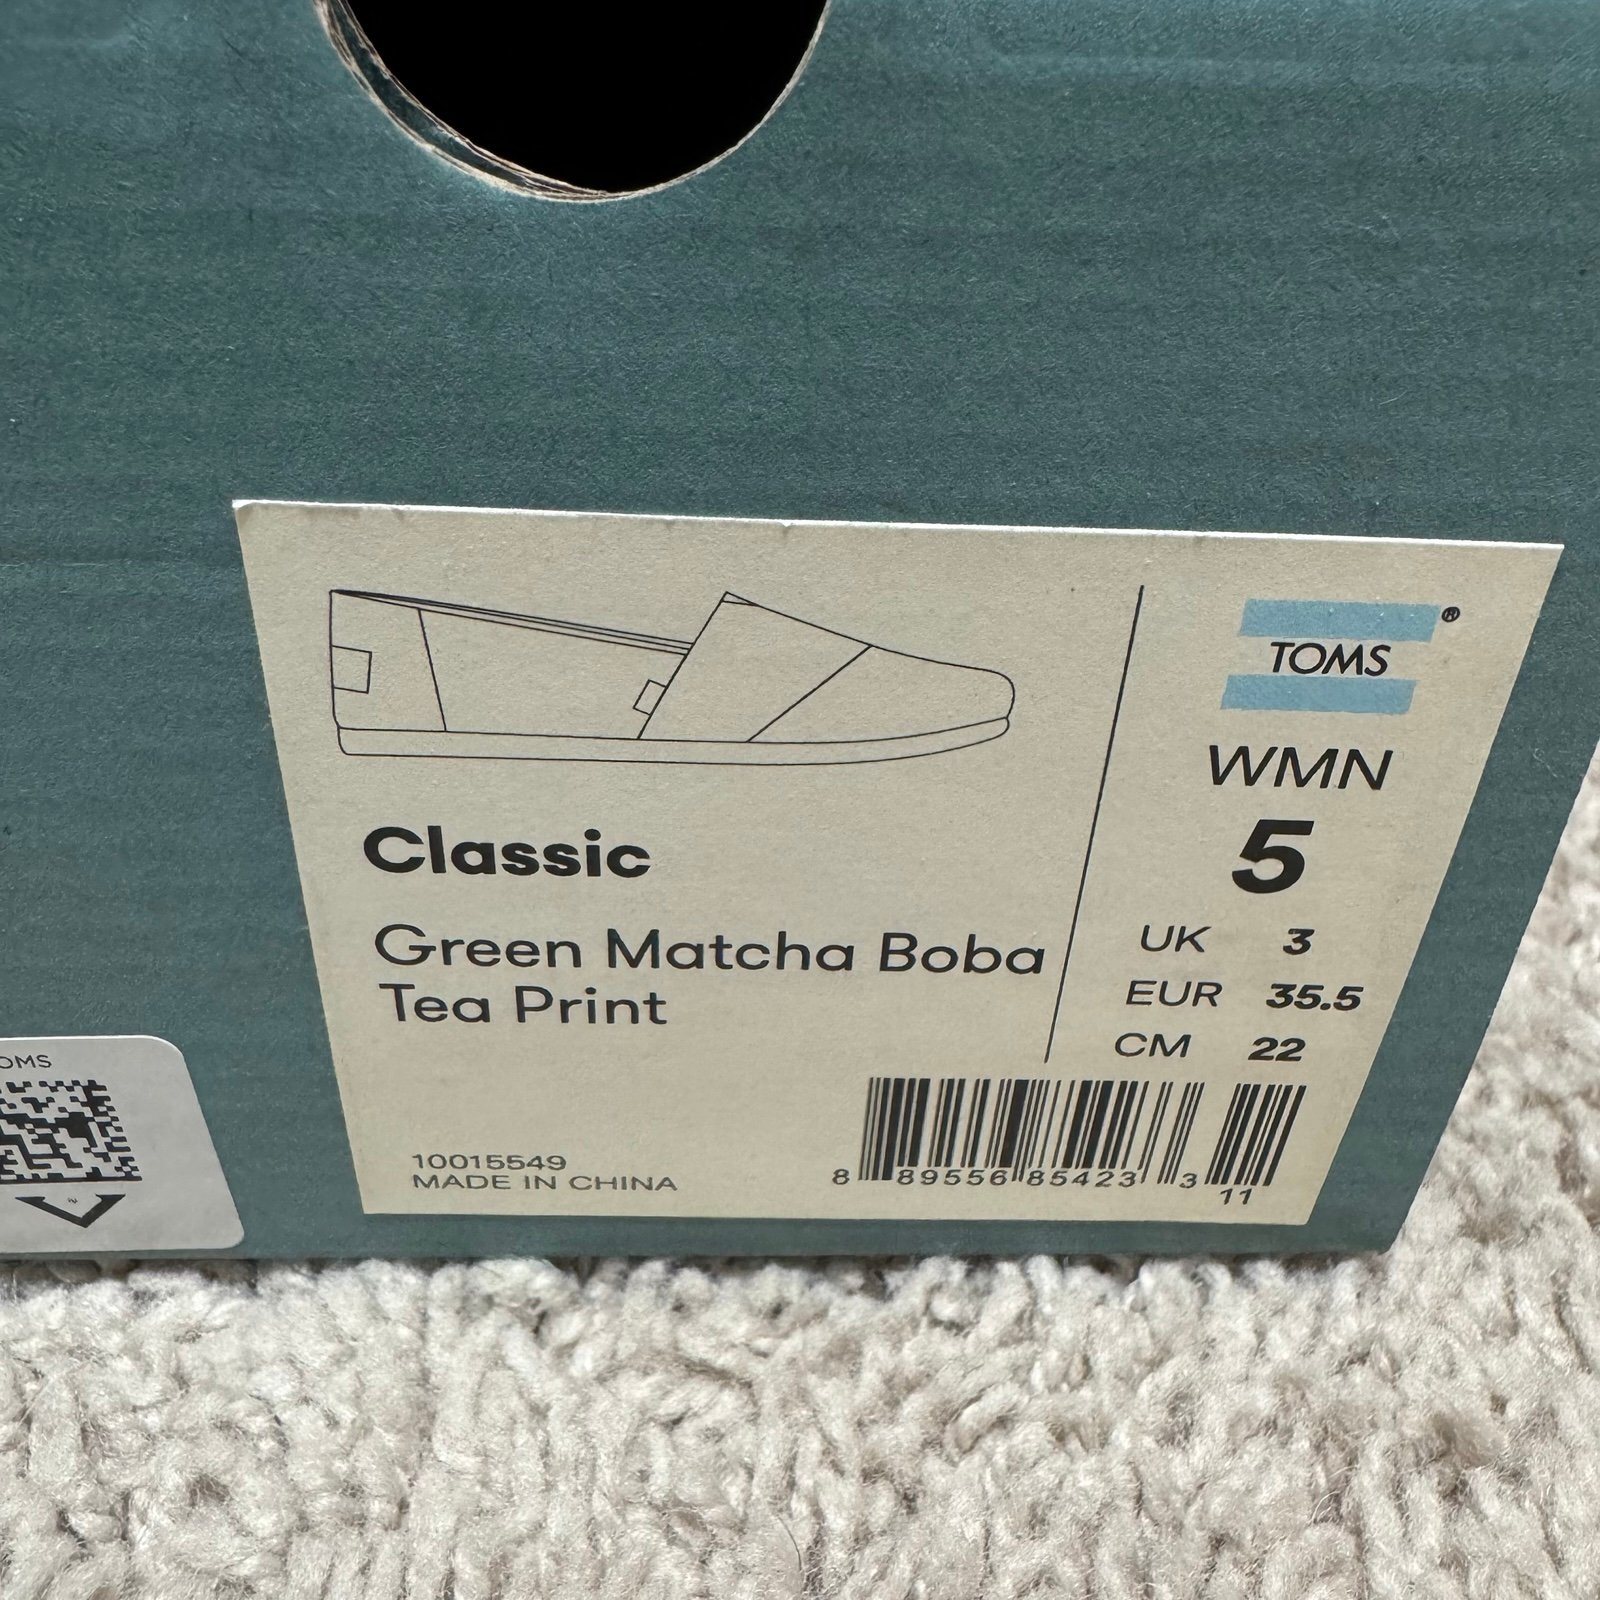 Classic
Green Matcha Boba
Tea Print
10015549
MADE IN CHINA
TOMS®
WMN
5
UK 3
EUR 35.5
CM 22
8 89556 85423 3 11
OMS